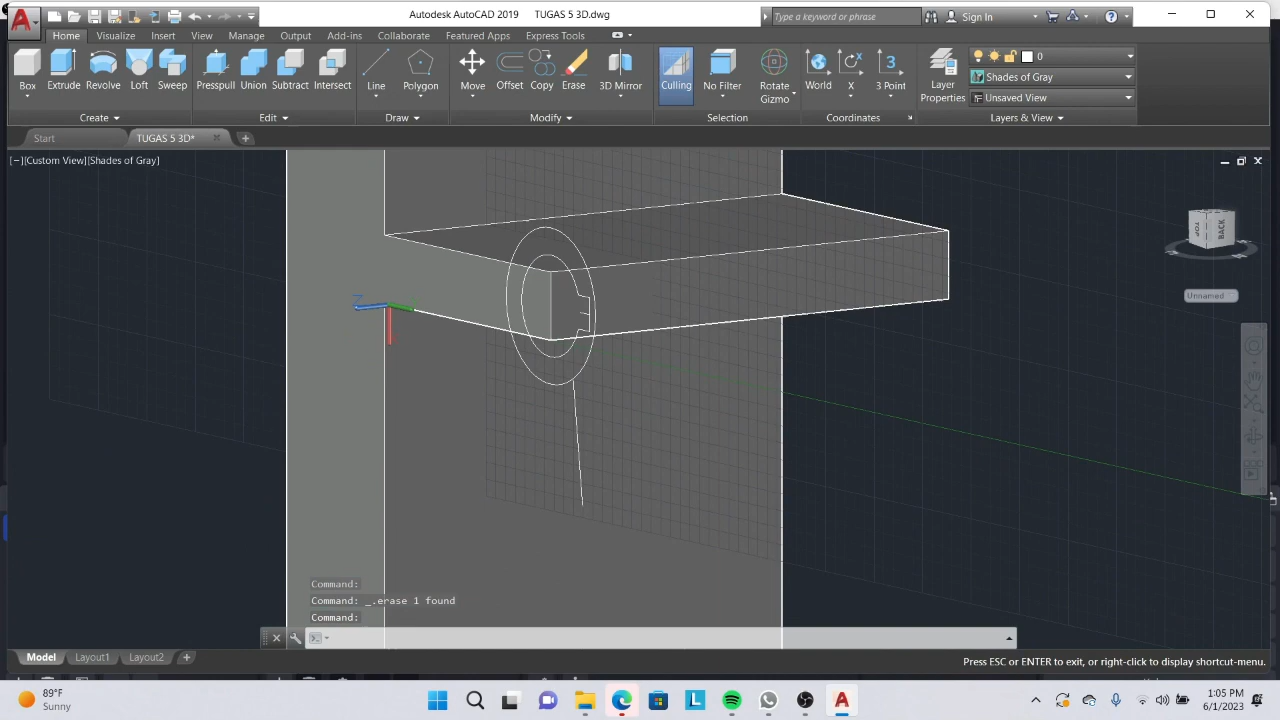 Autodesk AutoCAD 2019 TUGAS 5 3D.dwg
Type a keyword or phrase
Sign In
Home Visualize Insert View Manage Output Add-ins Collaborate Featured Apps Express Tools
Box Extrude Revolve Loft Sweep
Presspull Union Subtract Intersect
Line Polygon
Move Offset Copy Erase 3D Mirror
Culling No Filter Rotate Gizmo
World X 3 Point
Layer Properties
0
Shades of Gray
Unsaved View
Create Edit Draw Modify Selection Coordinates Layers & View
Start TUGAS 5 3D*
[−][Custom View][Shades of Gray]
TOP BACK
Unnamed
Z
Command:
Command: _.erase 1 found
Command:
Model Layout1 Layout2
Press ESC or ENTER to exit, or right-click to display shortcut-menu.
89°F
Sunny
1:05 PM
6/1/2023